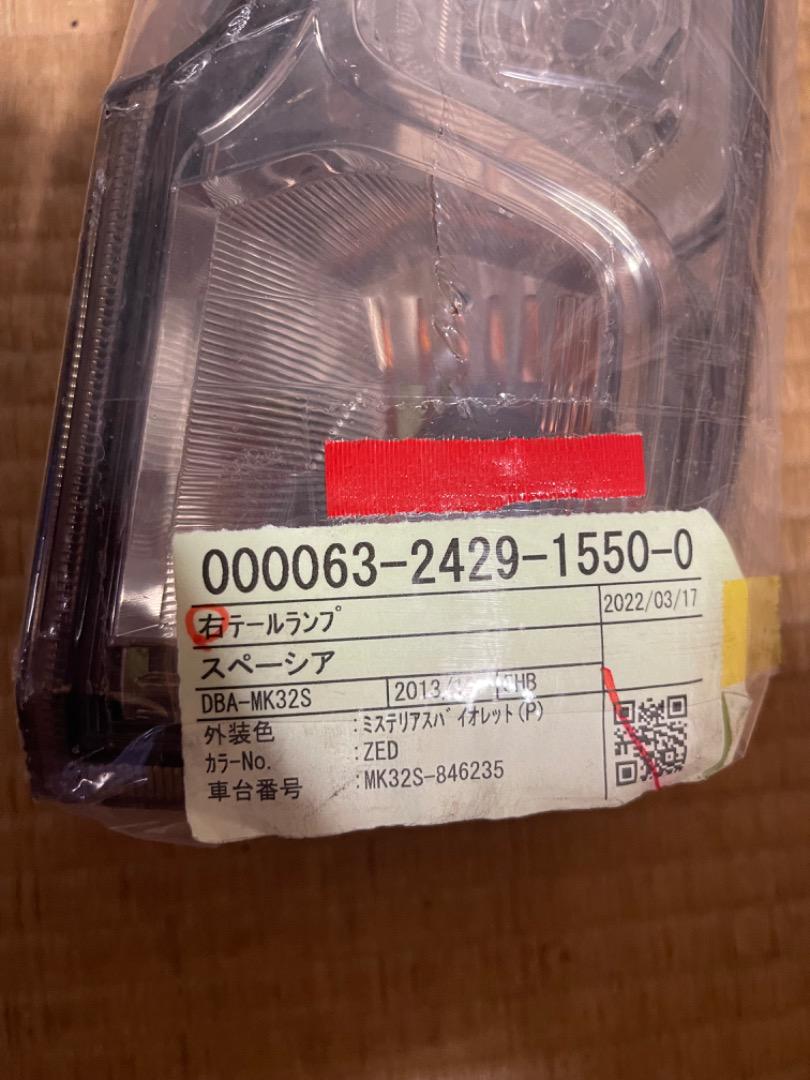 000063-2429-1550-0
右テールランプ 2022/03/17
スペーシア
DBA-MK32S 2013/ 5HB
外装色 :ミステリアスバイオレット(P)
カラーNo. :ZED
車台番号 :MK32S-846235